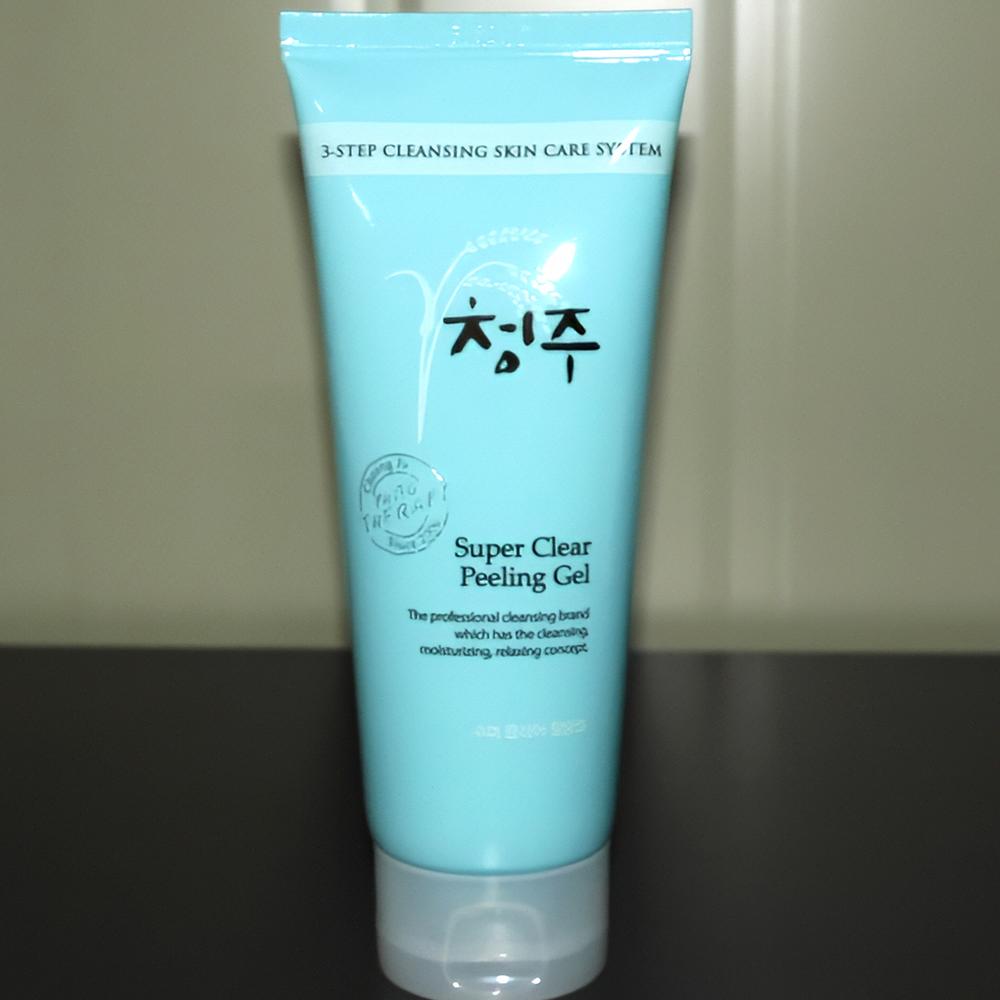 3-STEP CLEANSING SKIN CARE SYSTEM
청주
THERAPY
Super Clear
Peeling Gel
The professional cleansing brand
which has the cleansing,
moisturizing, relaxing concept.